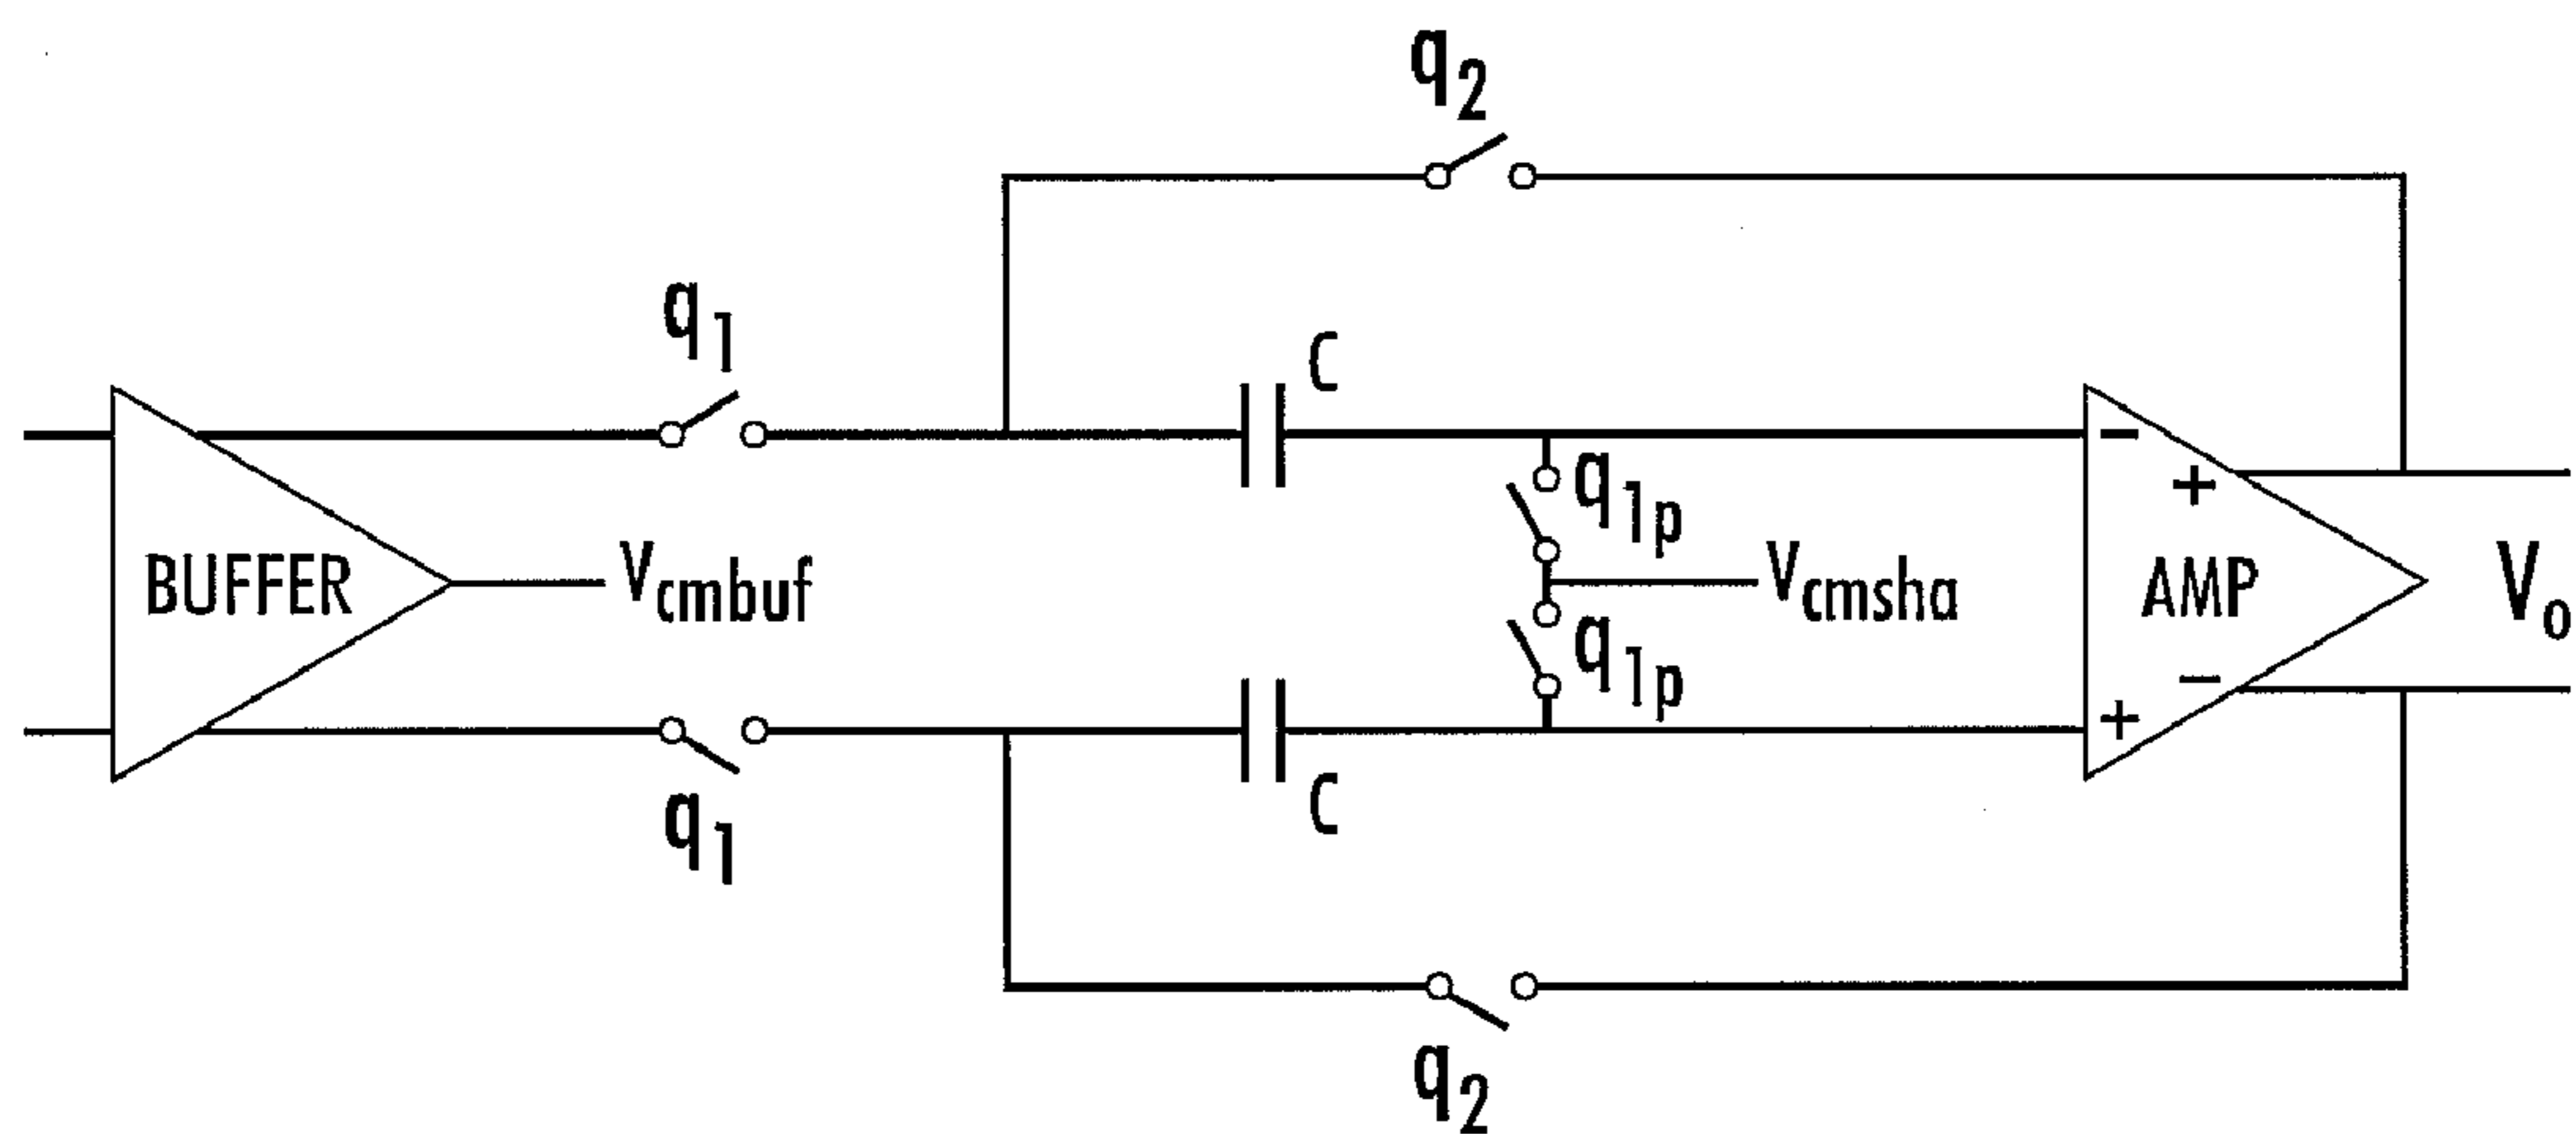 q2
q1
C
- +
q1p
BUFFER Vcmbuf Vcmsha AMP Vo
q1p
- +
C
q1
q2